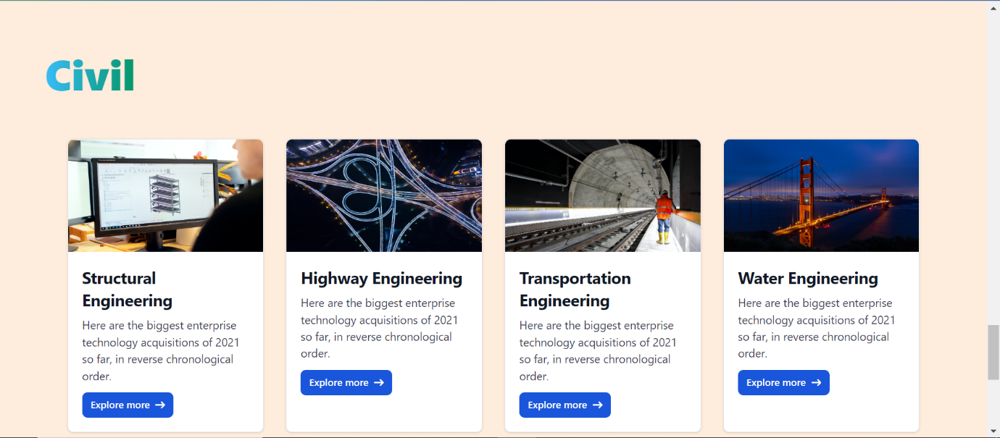 Civil
Structural
Engineering
Here are the biggest enterprise
technology acquisitions of 2021
so far, in reverse chronological
order.
Explore more →
Highway Engineering
Here are the biggest enterprise
technology acquisitions of 2021
so far, in reverse chronological
order.
Explore more →
Transportation
Engineering
Here are the biggest enterprise
technology acquisitions of 2021
so far, in reverse chronological
order.
Explore more →
Water Engineering
Here are the biggest enterprise
technology acquisitions of 2021
so far, in reverse chronological
order.
Explore more →